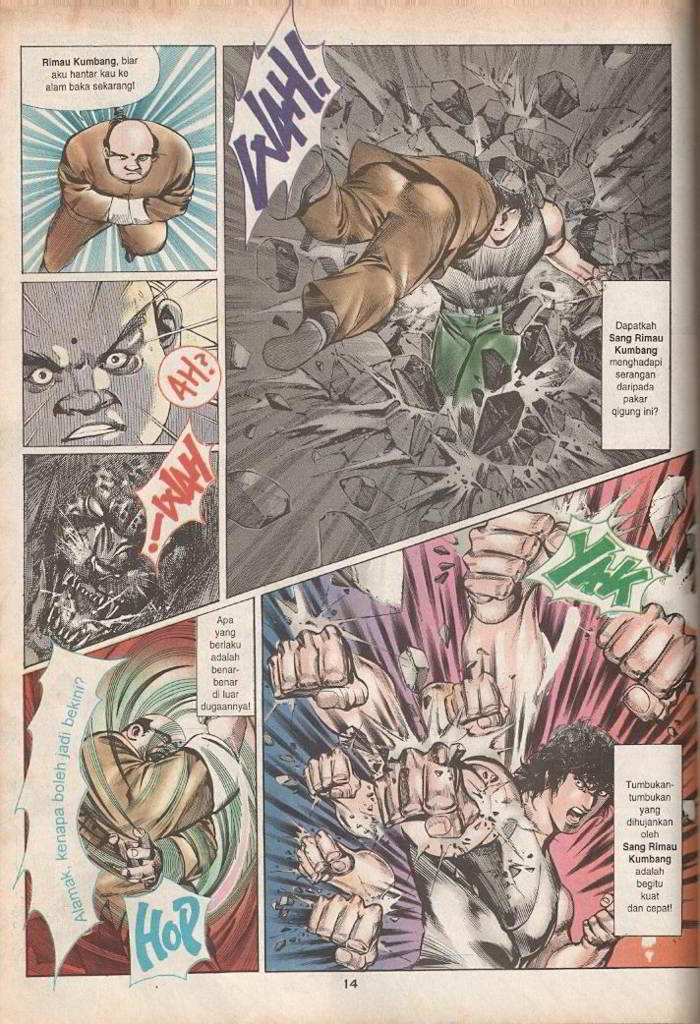 Rimau Kumbang, biar
aku hantar kau ke
alam baka sekarang!
WAH!
Dapatkah
Sang Rimau
Kumbang
menghadapi
serangan
daripada
pakar
qigung ini?
AH?
WAH—!
Apa
yang
berlaku
adalah
benar-
benar
di luar
dugaannya!
Alamak, kenapa boleh jadi bekini?
HOP
YAK
Tumbukan-
tumbukan
yang
dihujankan
oleh
Sang Rimau
Kumbang
adalah
begitu
kuat
dan cepat!
14